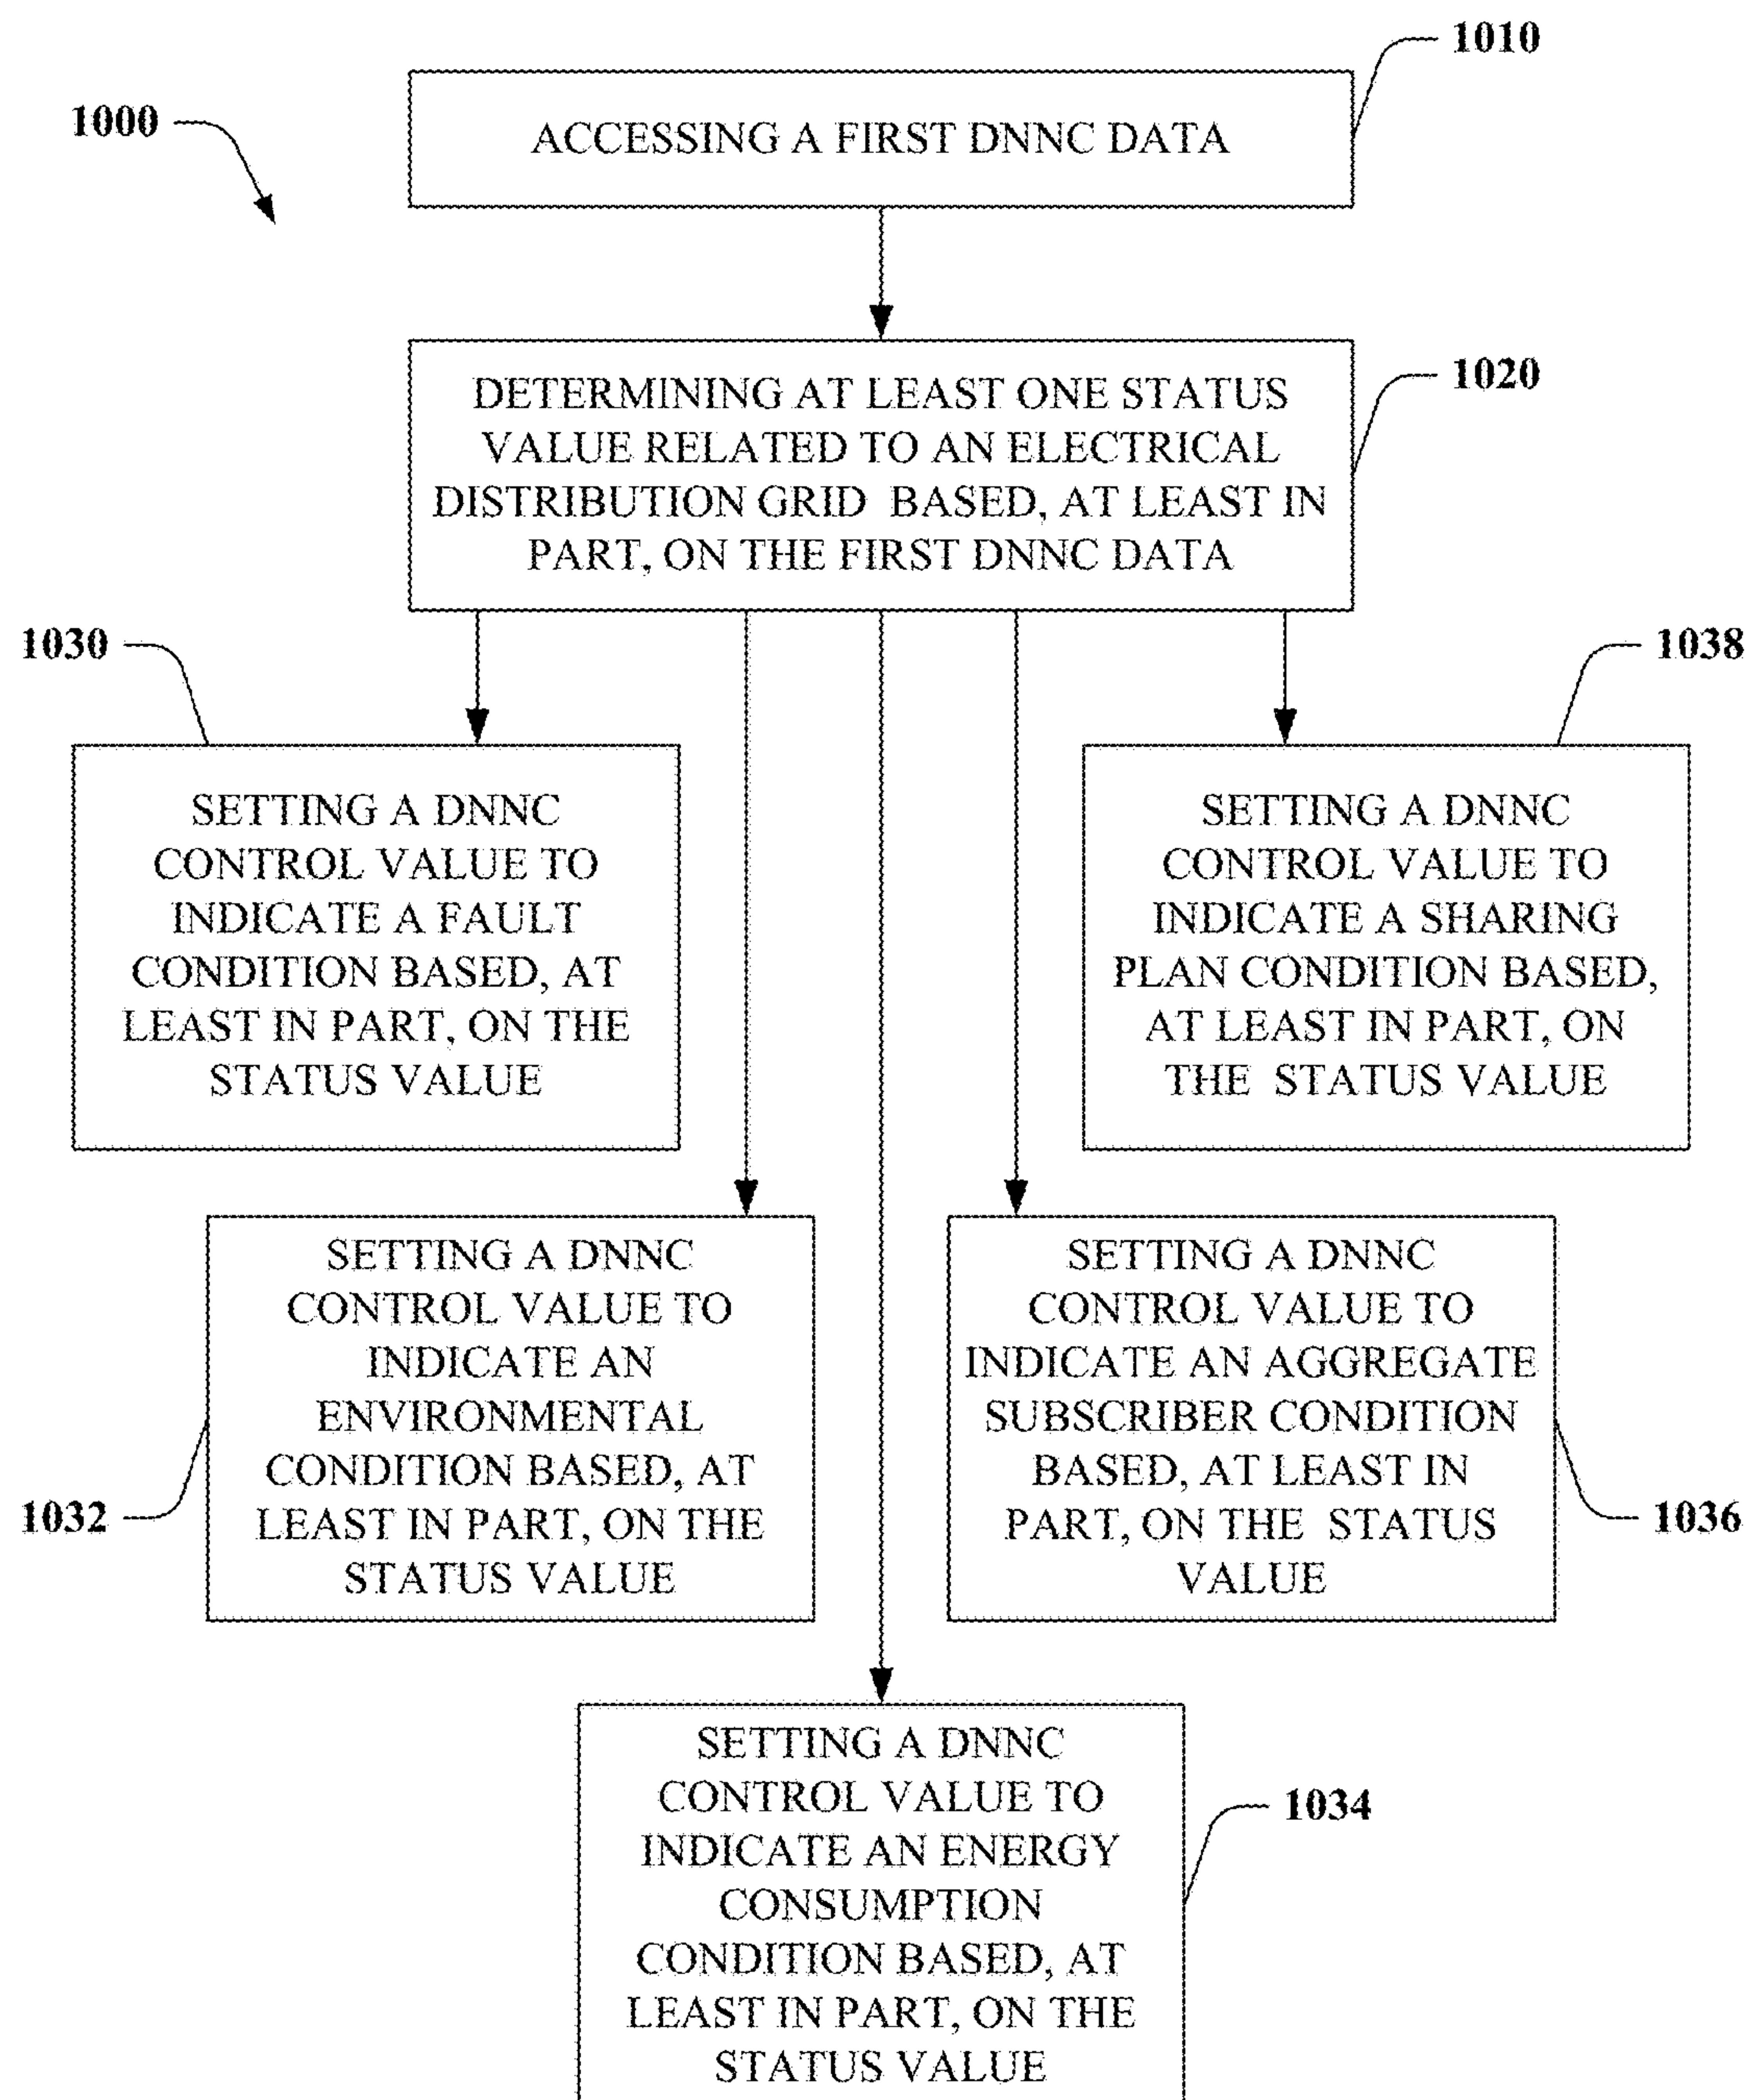 1010
1000
ACCESSING A FIRST DNNC DATA
1020
DETERMINING AT LEAST ONE STATUS
VALUE RELATED TO AN ELECTRICAL
DISTRIBUTION GRID BASED, AT LEAST IN
PART, ON THE FIRST DNNC DATA
1030
1038
SETTING A DNNC
CONTROL VALUE TO
INDICATE A FAULT
CONDITION BASED, AT
LEAST IN PART, ON THE
STATUS VALUE
SETTING A DNNC
CONTROL VALUE TO
INDICATE A SHARING
PLAN CONDITION BASED,
AT LEAST IN PART, ON
THE STATUS VALUE
SETTING A DNNC
CONTROL VALUE TO
INDICATE AN
ENVIRONMENTAL
CONDITION BASED, AT
LEAST IN PART, ON THE
STATUS VALUE
1032
SETTING A DNNC
CONTROL VALUE TO
INDICATE AN AGGREGATE
SUBSCRIBER CONDITION
BASED, AT LEAST IN
PART, ON THE STATUS
VALUE
1036
SETTING A DNNC
CONTROL VALUE TO
INDICATE AN ENERGY
CONSUMPTION
CONDITION BASED, AT
LEAST IN PART, ON THE
STATUS VALUE
1034